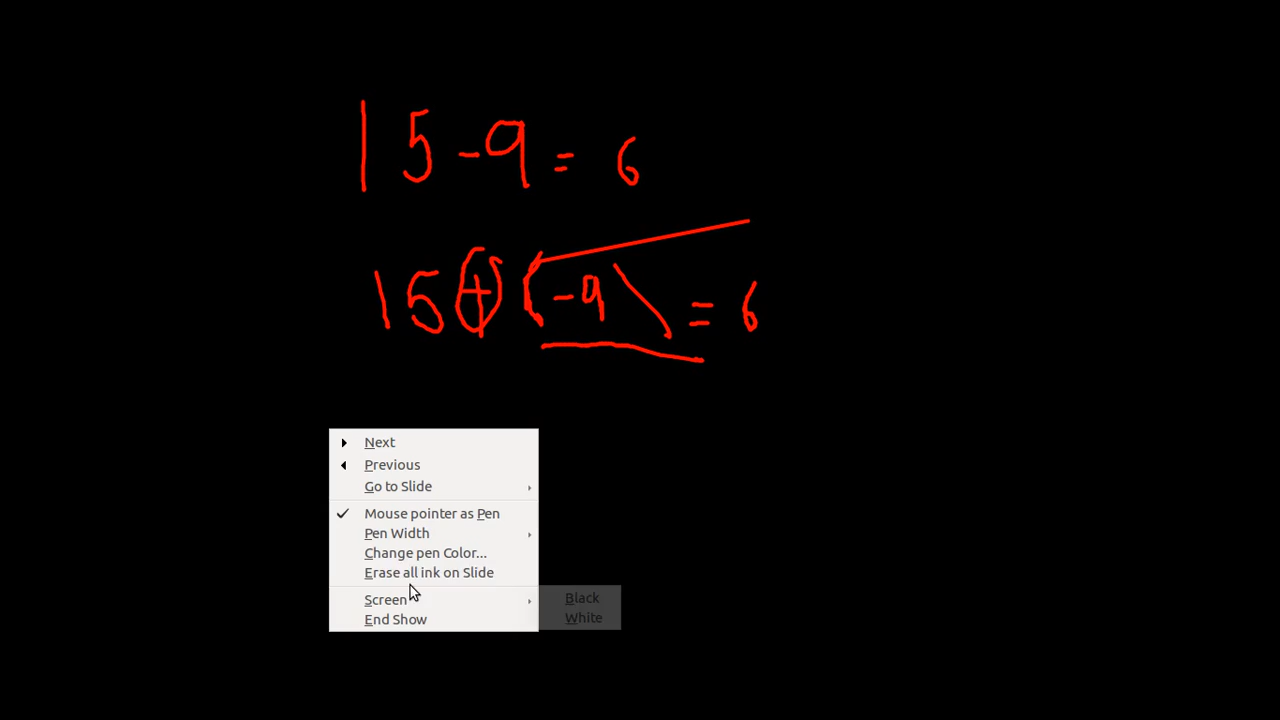 15-9=6
15+(-9)=6
Next
Previous
Go to Slide
Mouse pointer as Pen
Pen Width
Change pen Color...
Erase all ink on Slide
Screen
Black
White
End Show